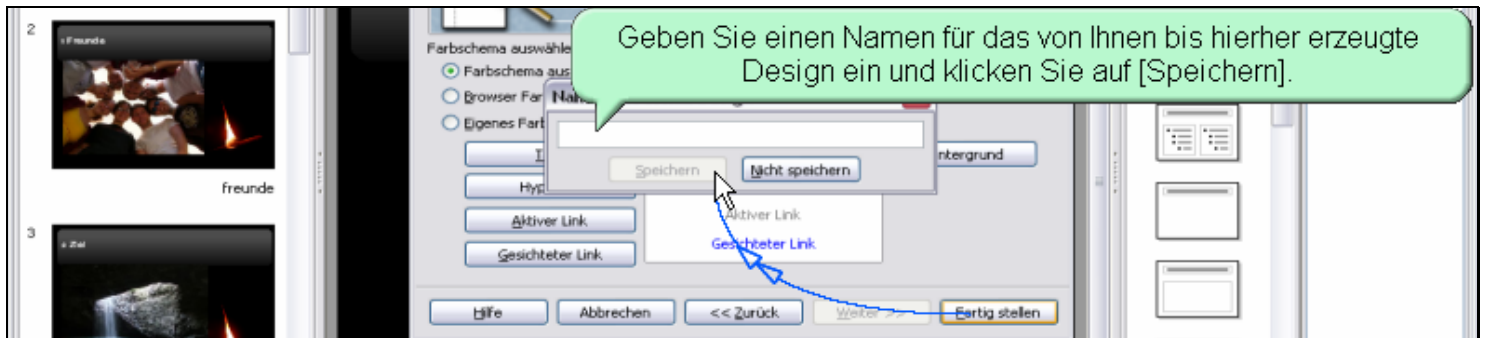 Geben Sie einen Namen für das von Ihnen bis hierher erzeugte
Design ein und klicken Sie auf [Speichern].
2
Freunde
freunde
3
Ziel
Farbschema auswähle
Farbschema aus
Browser Far
Eigenes Farb
Speichern
Nicht speichern
ntergrund
Hyp
Aktiver Link
Aktiver Link
Gesichteter Link
Gesichteter Link
Hilfe
Abbrechen
<< Zurück
Weiter >>
Fertig stellen